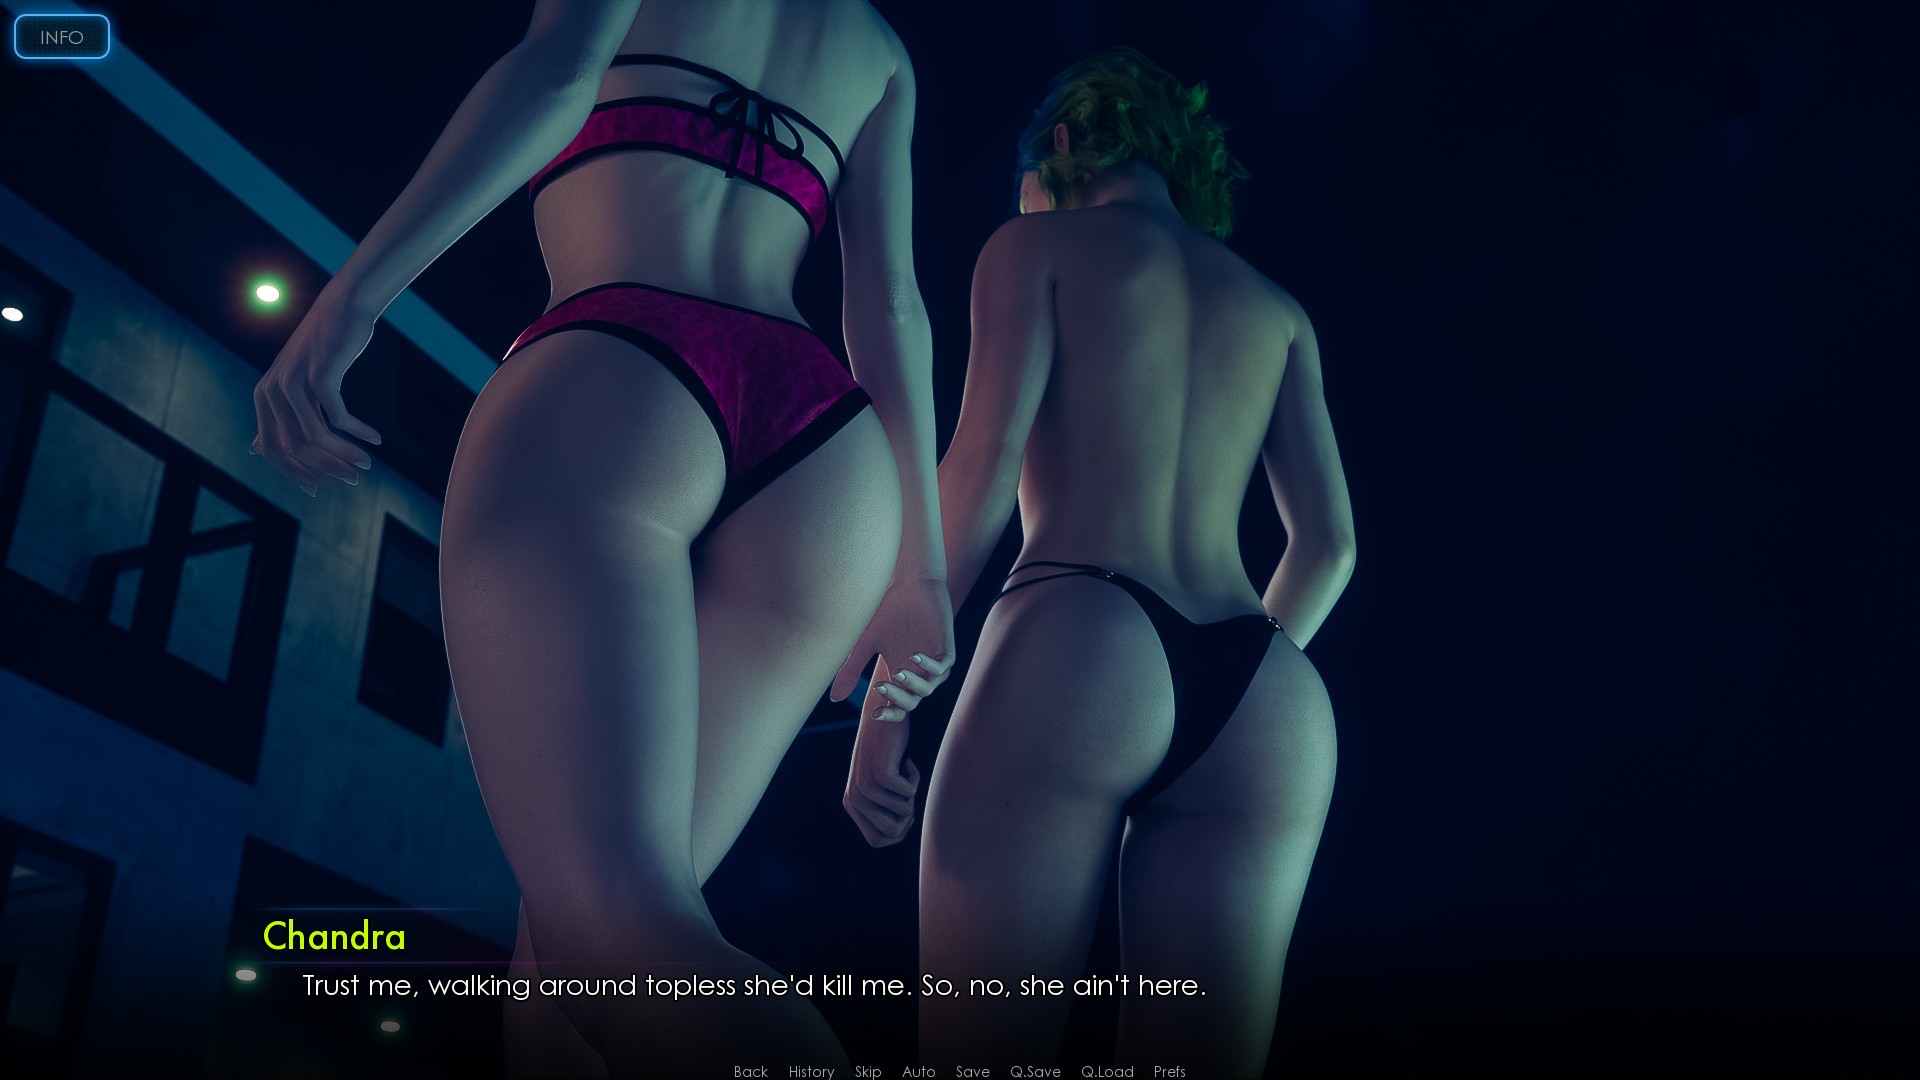 INFO
Chandra
Trust me, walking around topless she'd kill me. So, no, she ain't here.
Back History Skip Auto Save Q.Save Q.Load Prefs